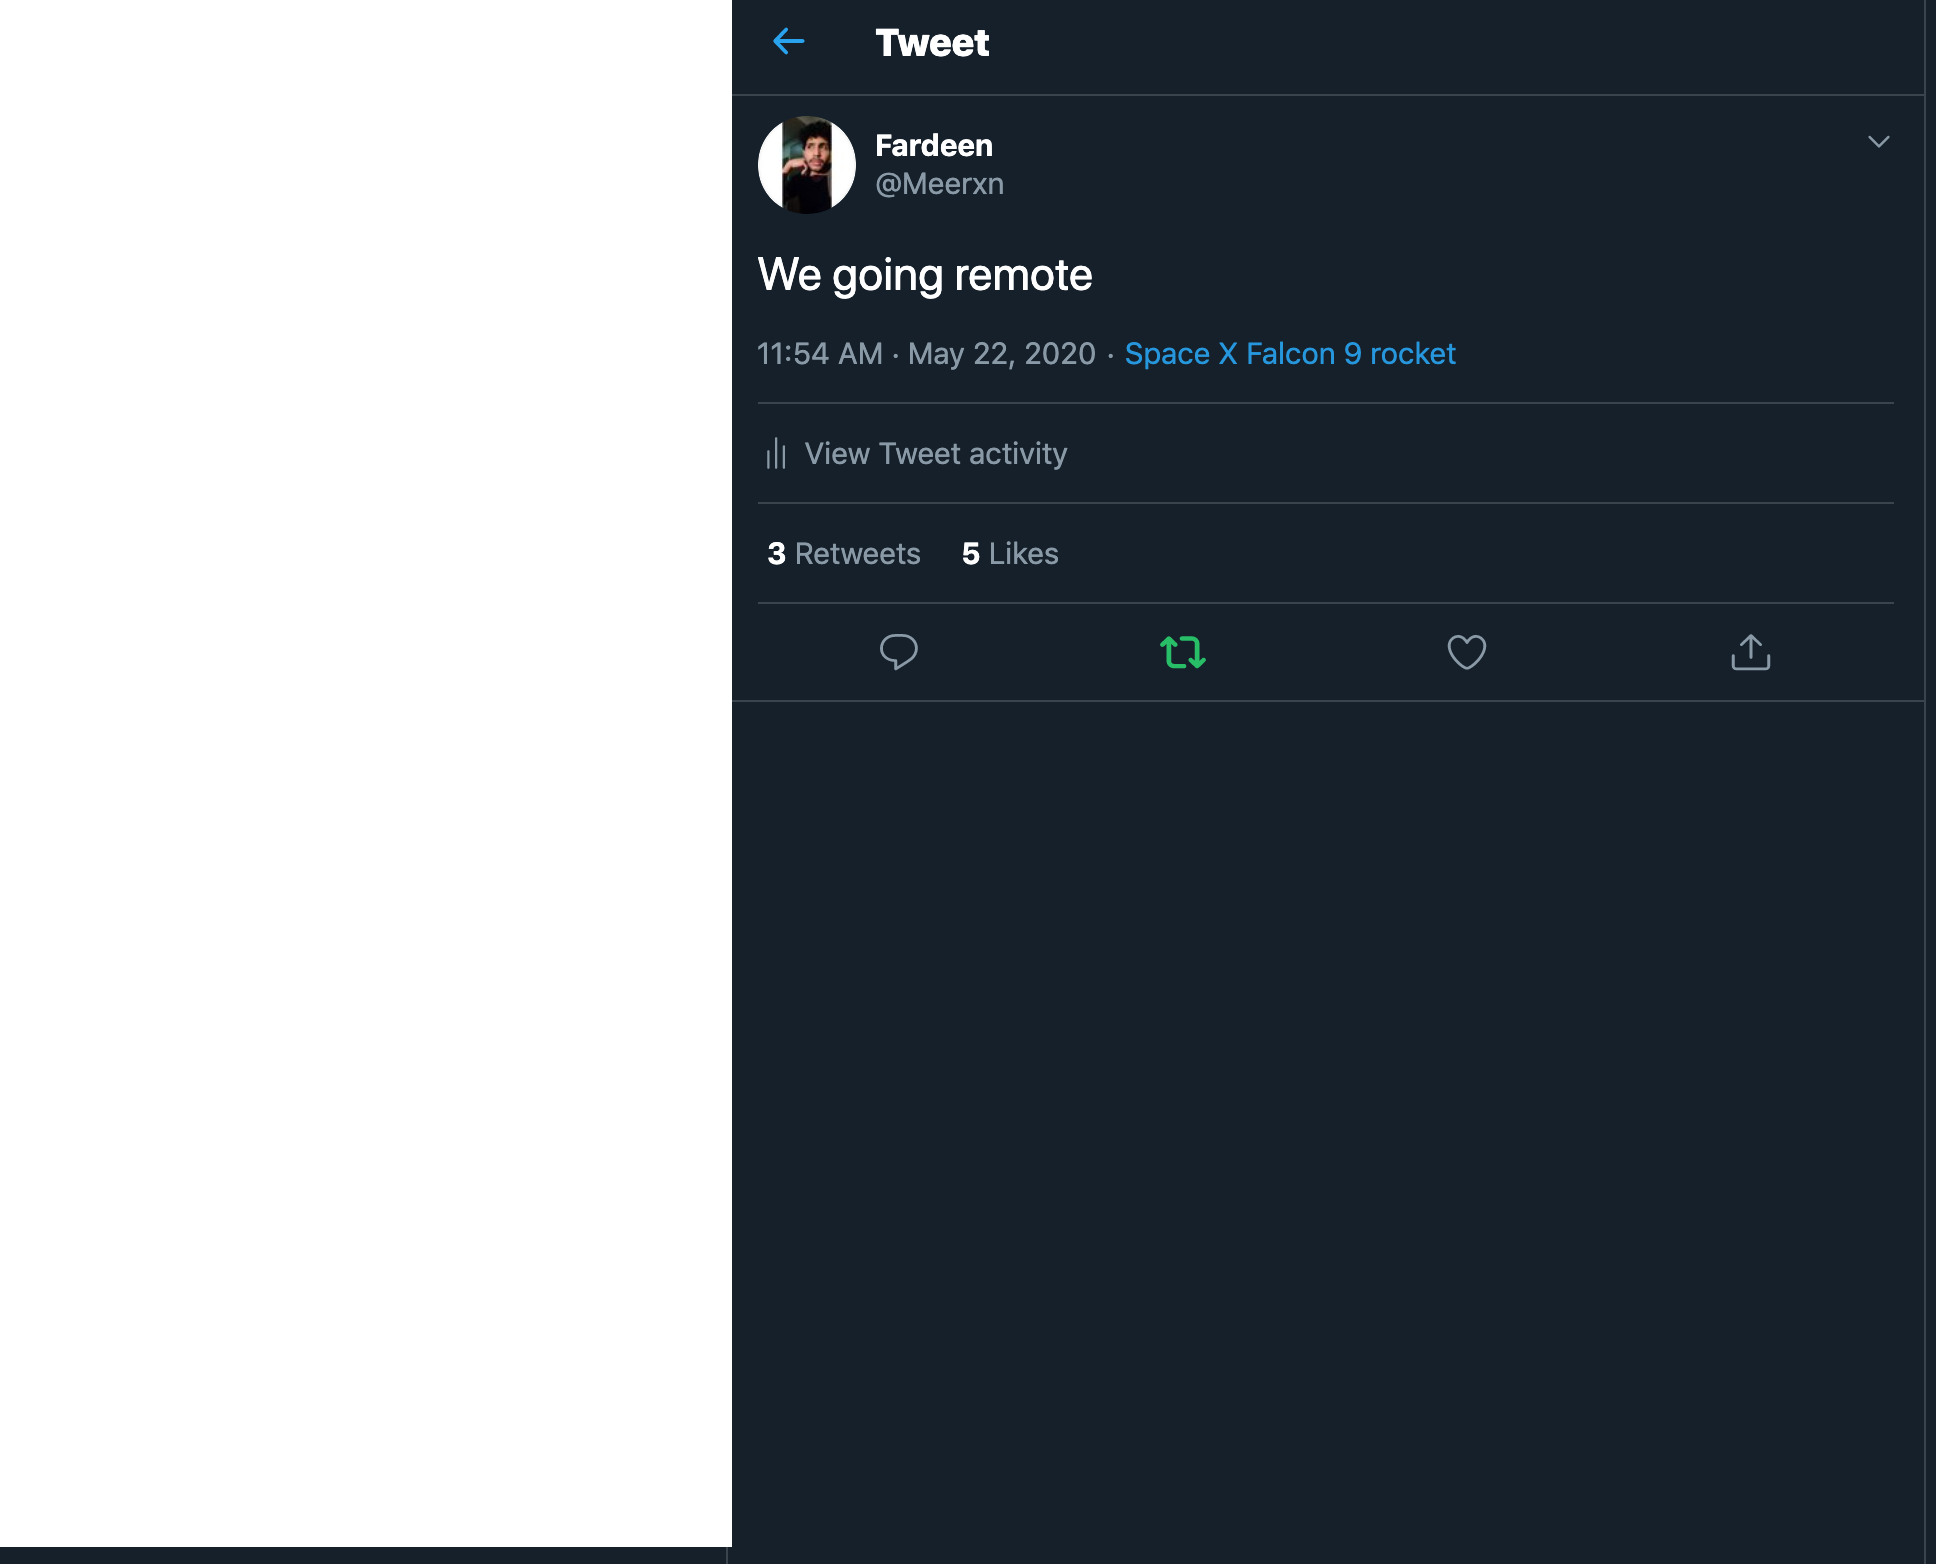 Tweet
Fardeen
@Meerxn
We going remote
11:54 AM · May 22, 2020 · Space X Falcon 9 rocket
View Tweet activity
3 Retweets 5 Likes